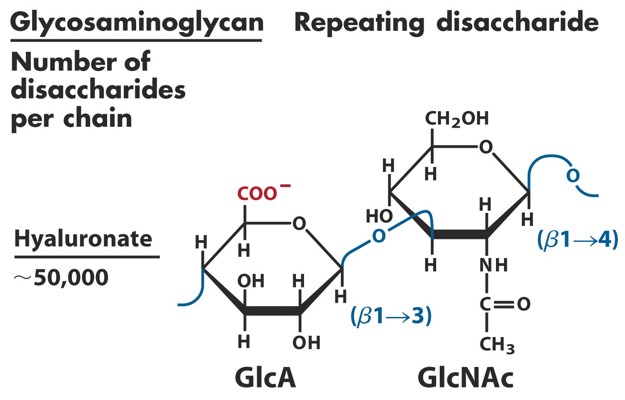 Glycosaminoglycan
Repeating disaccharide
Number of
disaccharides
per chain
Hyaluronate
~50,000
COO⁻
H
O
H
H
OH
H
H
H
OH
GlcA
O
(β1→3)
CH₂OH
O
H
H
HO
H
H
H
NH
C=O
CH₃
GlcNAc
O
(β1→4)